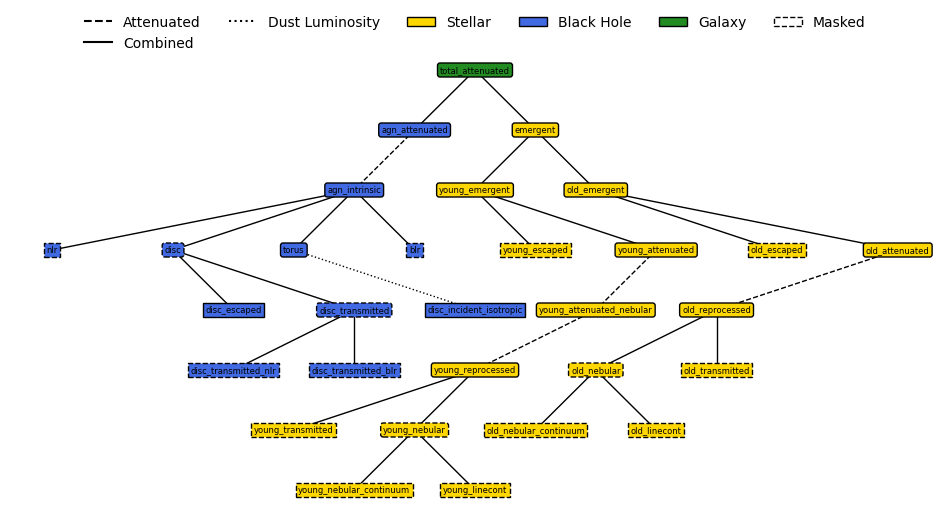 Attenuated Dust Luminosity Stellar Black Hole Galaxy Masked
Combined
total_attenuated
agn_attenuated emergent
agn_intrinsic young_emergent old_emergent
nlr disc torus blr young_escaped young_attenuated old_escaped old_attenuated
disc_escaped disc_transmitted disc_incident_isotropic young_attenuated_nebular old_reprocessed
disc_transmitted_nlr disc_transmitted_blr young_reprocessed old_nebular old_transmitted
young_transmitted young_nebular old_nebular_continuum old_linecont
young_nebular_continuum young_linecont